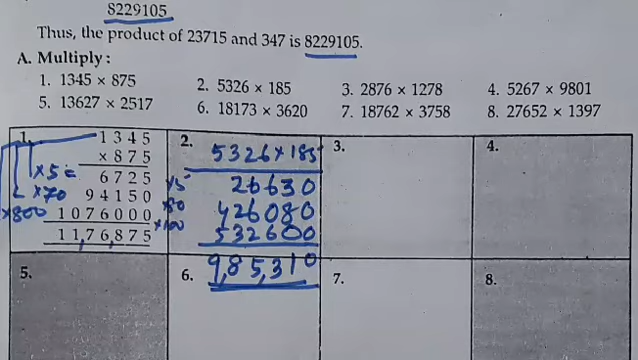 8229105
Thus, the product of 23715 and 347 is 8229105.
A. Multiply :
1. 1345 × 875
2. 5326 × 185
3. 2876 × 1278
4. 5267 × 9801
5. 13627 × 2517
6. 18173 × 3620
7. 18762 × 3758
8. 27652 × 1397
1.
1345
× 875
×5 = 6725
×70 94150
×800 1076000
11,76,875
2.
5326 × 185
×5 26630
×80 426080
×100 532600
9,85,310
3.
4.
5.
6.
7.
8.